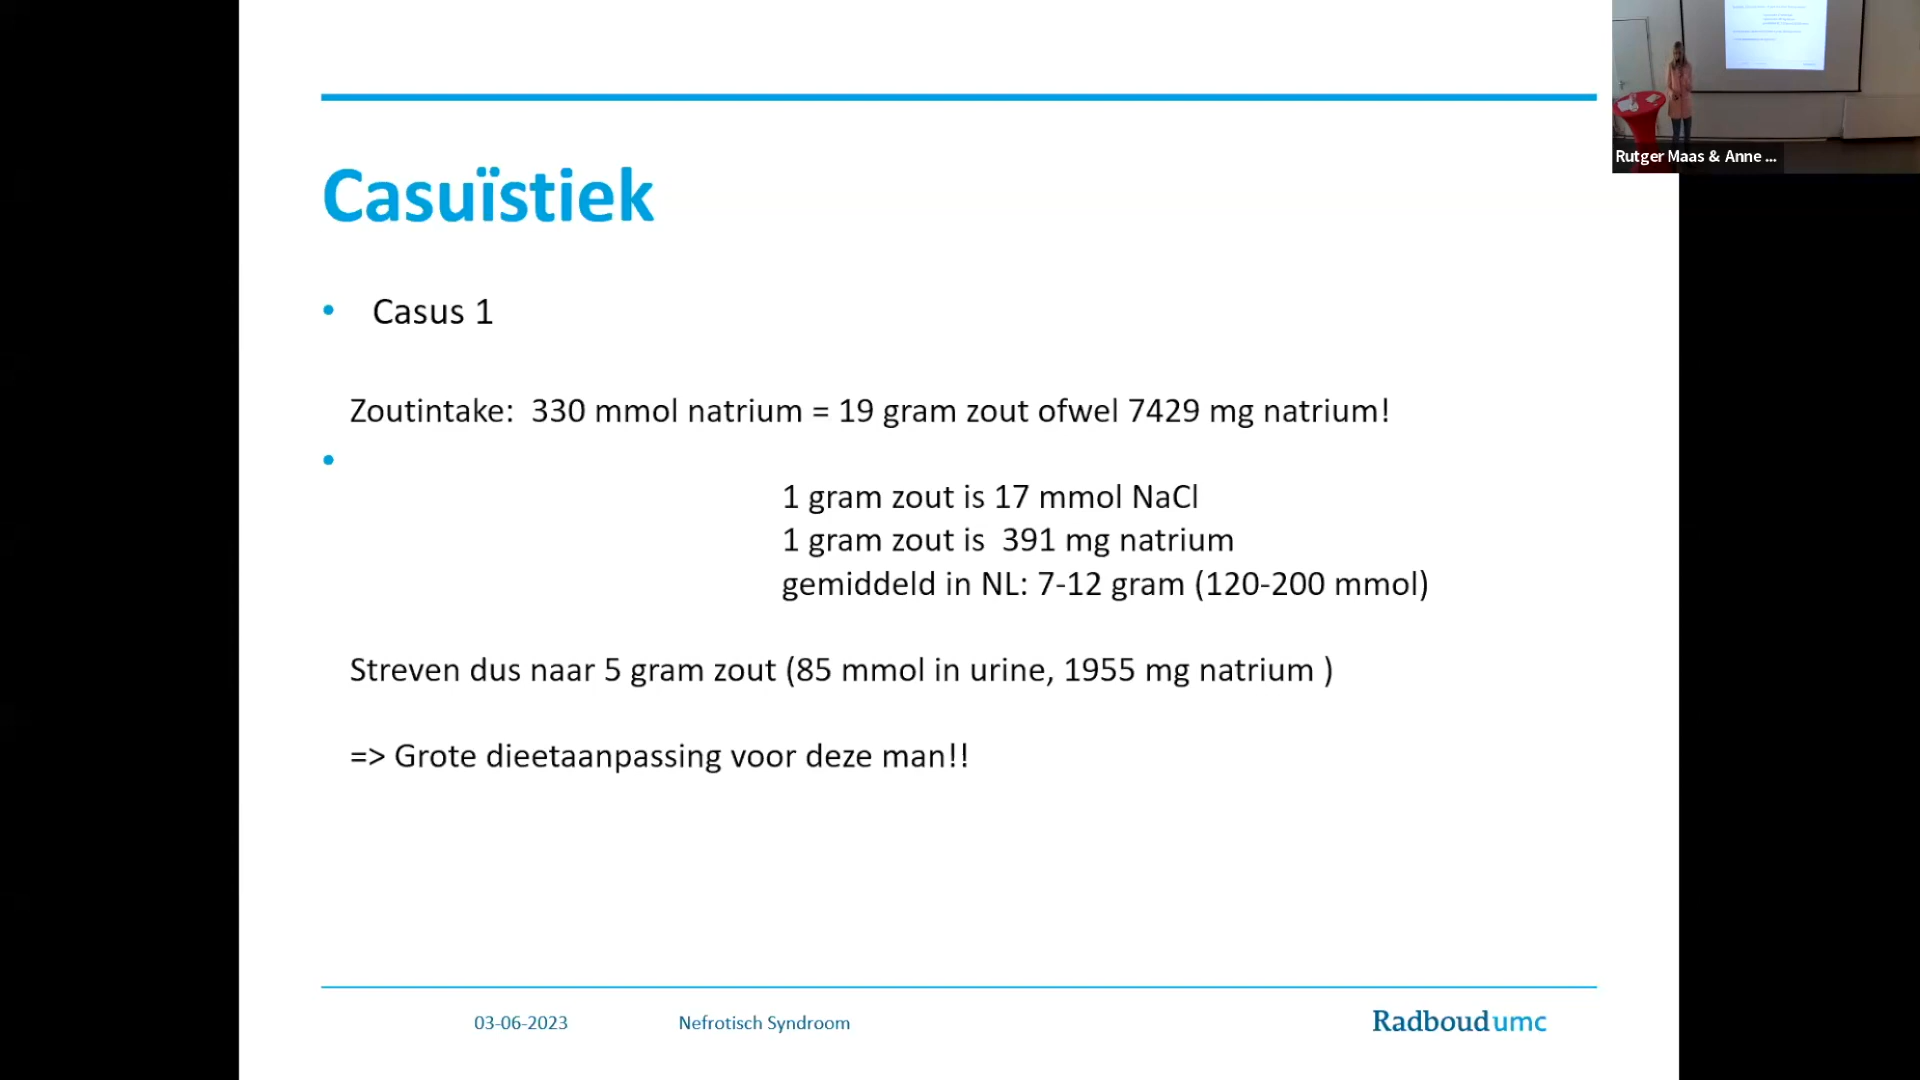 Rutger Maas & Anne ...
Casuïstiek
• Casus 1
Zoutintake: 330 mmol natrium = 19 gram zout ofwel 7429 mg natrium!
•
1 gram zout is 17 mmol NaCl
1 gram zout is 391 mg natrium
gemiddeld in NL: 7-12 gram (120-200 mmol)
Streven dus naar 5 gram zout (85 mmol in urine, 1955 mg natrium )
=> Grote dieetaanpassing voor deze man!!
03-06-2023 Nefrotisch Syndroom Radboudumc